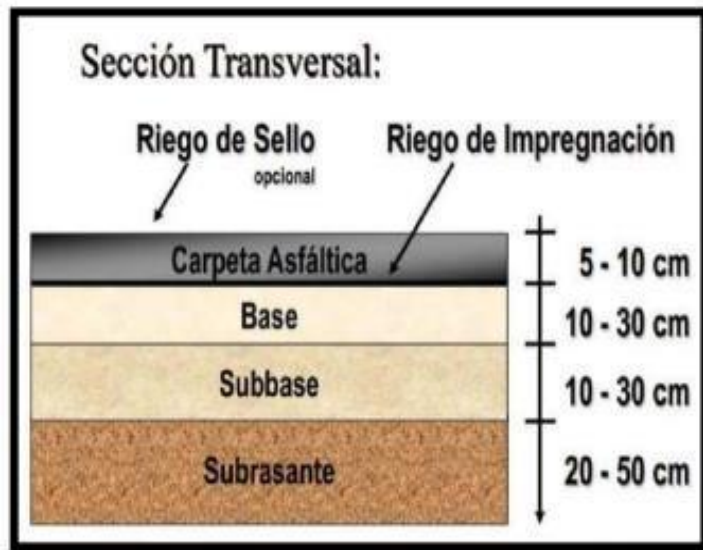 Sección Transversal:
Riego de Sello
opcional
Riego de Impregnación
Carpeta Asfáltica
5 - 10 cm
Base
10 - 30 cm
Subbase
10 - 30 cm
Subrasante
20 - 50 cm